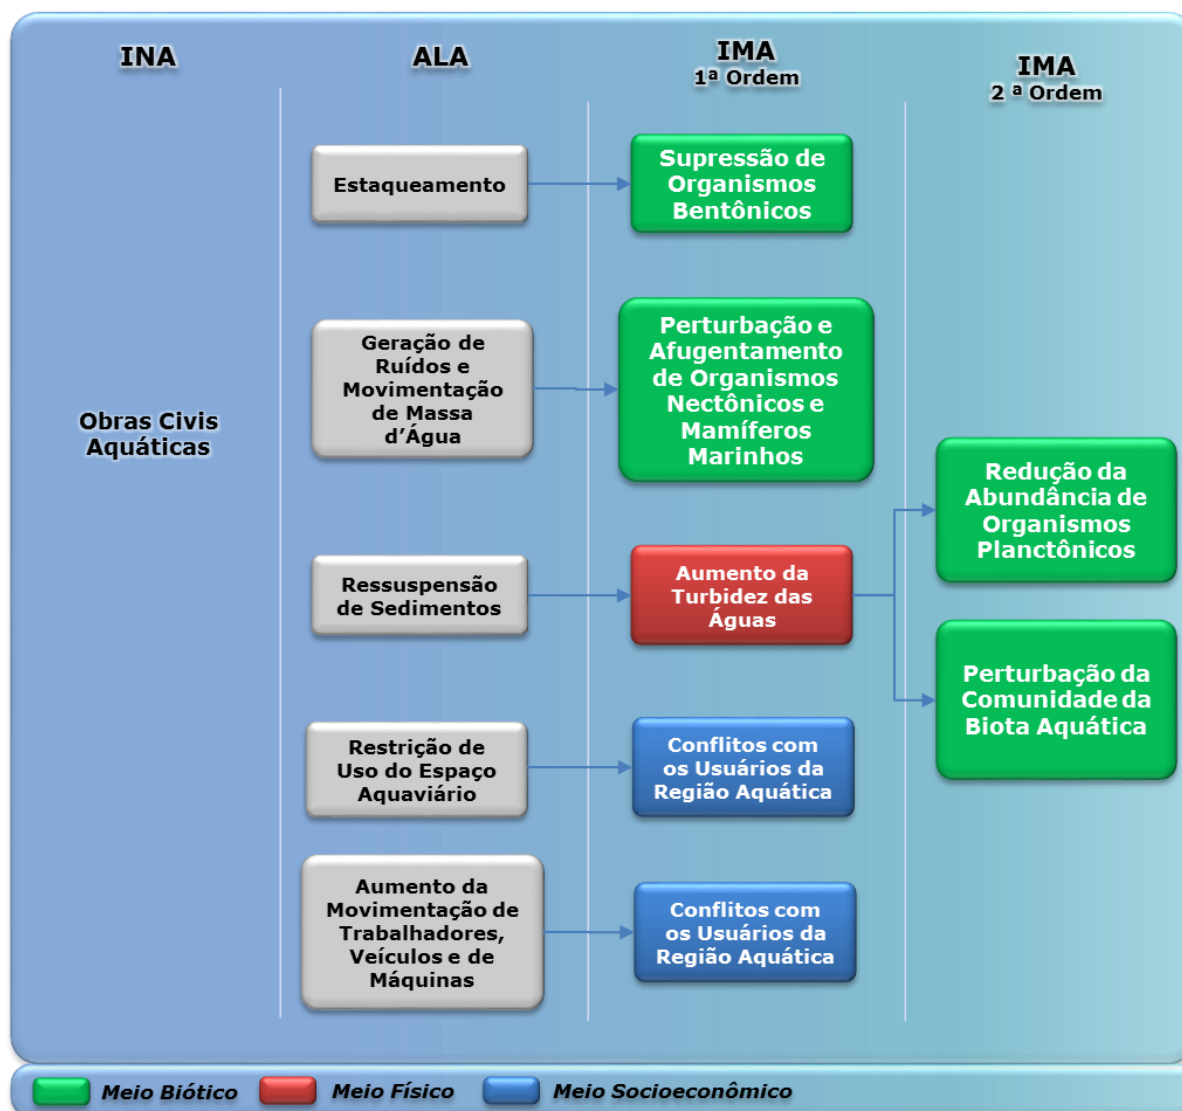 INA
ALA
IMA
1ª Ordem
IMA
2 ª Ordem
Obras Civis
Aquáticas
Estaqueamento
Supressão de
Organismos
Bentônicos
Geração de
Ruídos e
Movimentação
de Massa
d’Água
Perturbação e
Afugentamento
de Organismos
Nectônicos e
Mamíferos
Marinhos
Ressuspensão
de Sedimentos
Aumento da
Turbidez das
Águas
Redução da
Abundância de
Organismos
Planctônicos
Perturbação da
Comunidade da
Biota Aquática
Restrição de
Uso do Espaço
Aquaviário
Conflitos com
os Usuários da
Região Aquática
Aumento da
Movimentação de
Trabalhadores,
Veículos e de
Máquinas
Conflitos com
os Usuários da
Região Aquática
Meio Biótico
Meio Físico
Meio Socioeconômico